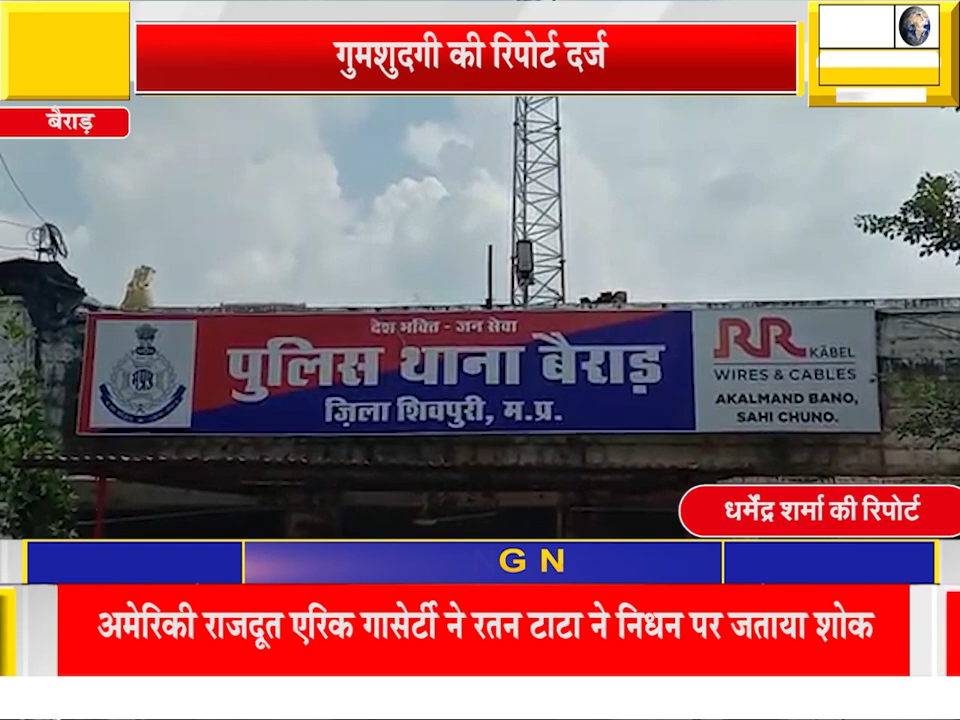 गुमशुदगी की रिपोर्ट दर्ज
बैराड़
देश भक्ति - जन सेवा
पुलिस थाना बैराड़
ज़िला शिवपुरी, म.प्र.
RR KABEL
WIRES & CABLES
AKALMAND BANO,
SAHI CHUNO.
धर्मेंद्र शर्मा की रिपोर्ट
GN
अमेरिकी राजदूत एरिक गासेर्टी ने रतन टाटा ने निधन पर जताया शोक